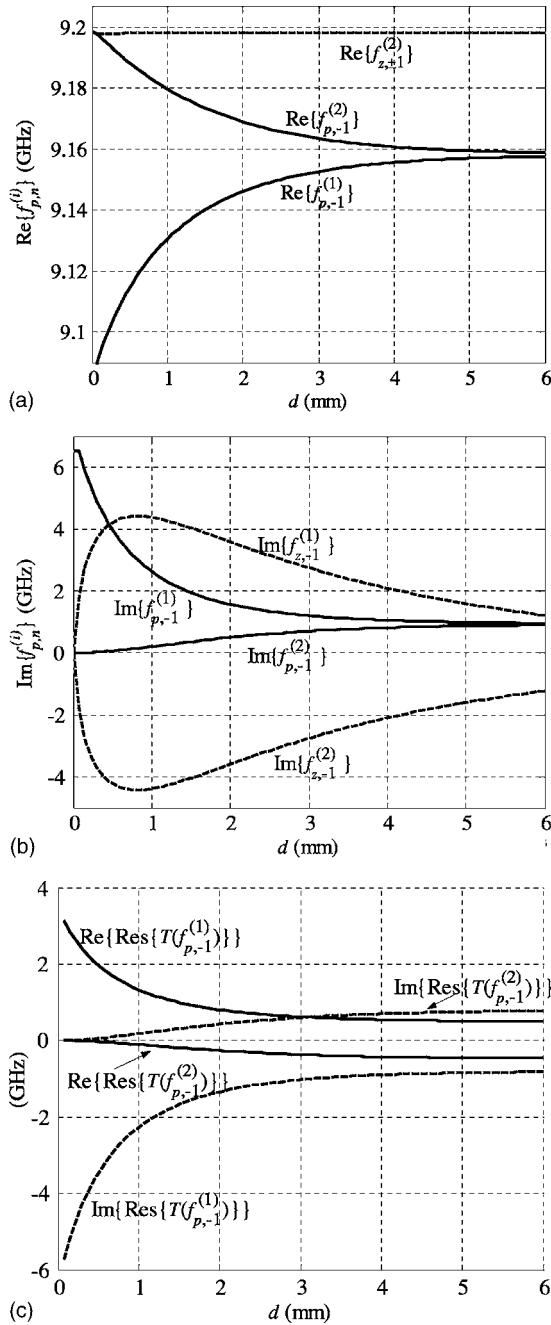 9.2
9.18
9.16
9.14
9.12
9.1
Re{f_{p,n}^{(i)}} (GHz)
Re{f_{z,±1}^{(2)}}
Re{f_{p,-1}^{(2)}}
Re{f_{p,-1}^{(1)}}
0 1 2 3 4 5 6
(a) d (mm)
6
4
2
0
-2
-4
Im{f_{p,n}^{(i)}} (GHz)
Im{f_{z,-1}^{(1)}}
Im{f_{p,-1}^{(1)}}
Im{f_{p,-1}^{(2)}}
Im{f_{z,-1}^{(2)}}
0 1 2 3 4 5 6
(b) d (mm)
4
2
0
-2
-4
-6
(GHz)
Re{Res{T(f_{p,-1}^{(1)})}}
Im{Res{T(f_{p,-1}^{(2)})}}
Re{Res{T(f_{p,-1}^{(2)})}}
Im{Res{T(f_{p,-1}^{(1)})}}
0 1 2 3 4 5 6
(c) d (mm)